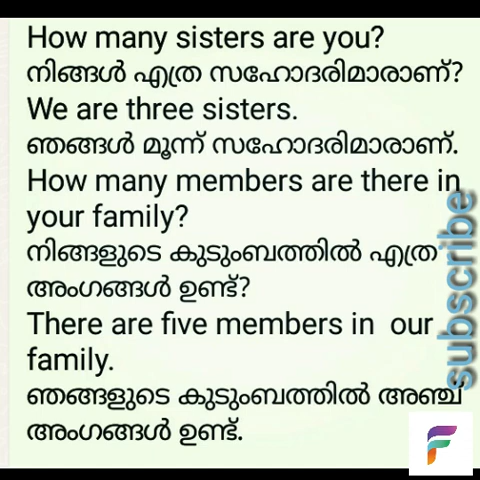 How many sisters are you?
നിങ്ങൾ എത്ര സഹോദരിമാരാണ്?
We are three sisters.
ഞങ്ങൾ മൂന്ന് സഹോദരിമാരാണ്.
How many members are there in
your family?
നിങ്ങളുടെ കുടുംബത്തിൽ എത്ര
അംഗങ്ങൾ ഉണ്ട്?
There are five members in our
family.
ഞങ്ങളുടെ കുടുംബത്തിൽ അഞ്ച്
അംഗങ്ങൾ ഉണ്ട്.
subscribe